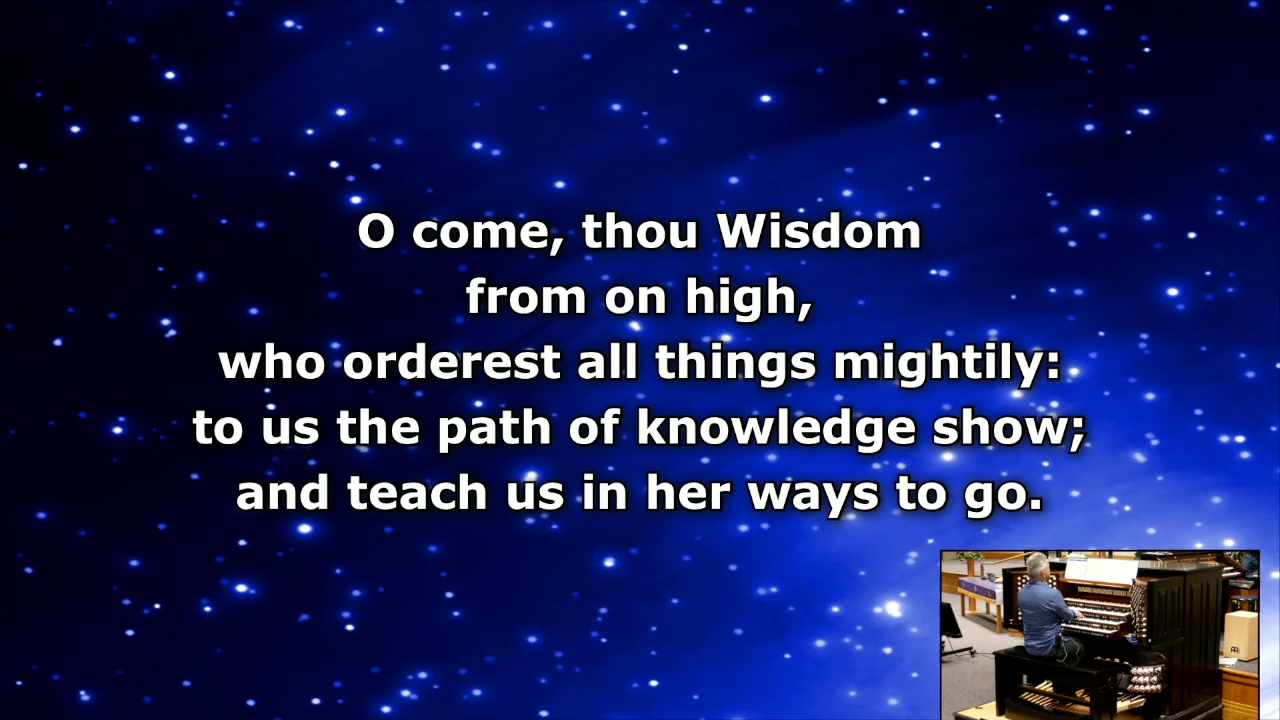 O come, thou Wisdom
from on high,
who orderest all things mightily:
to us the path of knowledge show;
and teach us in her ways to go.